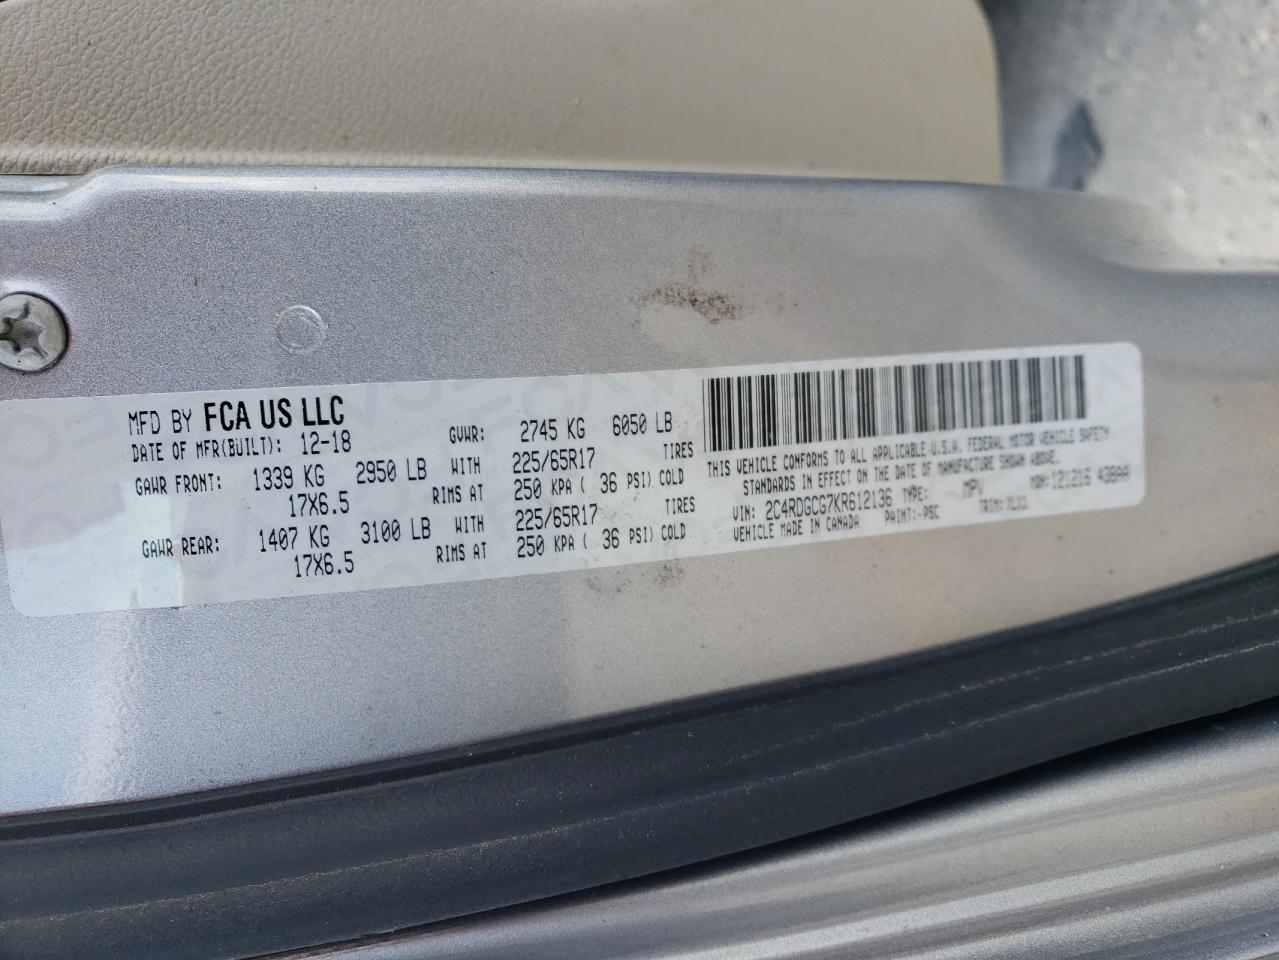 MFD BY FCA US LLC
DATE OF MFR(BUILT): 12-18 GVWR: 2745 KG 6050 LB
GAWR FRONT: 1339 KG 2950 LB WITH 225/65R17 TIRES
17X6.5 RIMS AT 250 KPA ( 36 PSI) COLD
GAWR REAR: 1407 KG 3100 LB WITH 225/65R17 TIRES
17X6.5 RIMS AT 250 KPA ( 36 PSI) COLD
THIS VEHICLE CONFORMS TO ALL APPLICABLE U.S.A. FEDERAL MOTOR VEHICLE SAFETY
STANDARDS IN EFFECT ON THE DATE OF MANUFACTURE SHOWN ABOVE.
VIN: 2C4RDGCG7KR612136 TYPE: MPV MDH: 121216 438AA
VEHICLE MADE IN CANADA PAINT: -PSC TRIM: